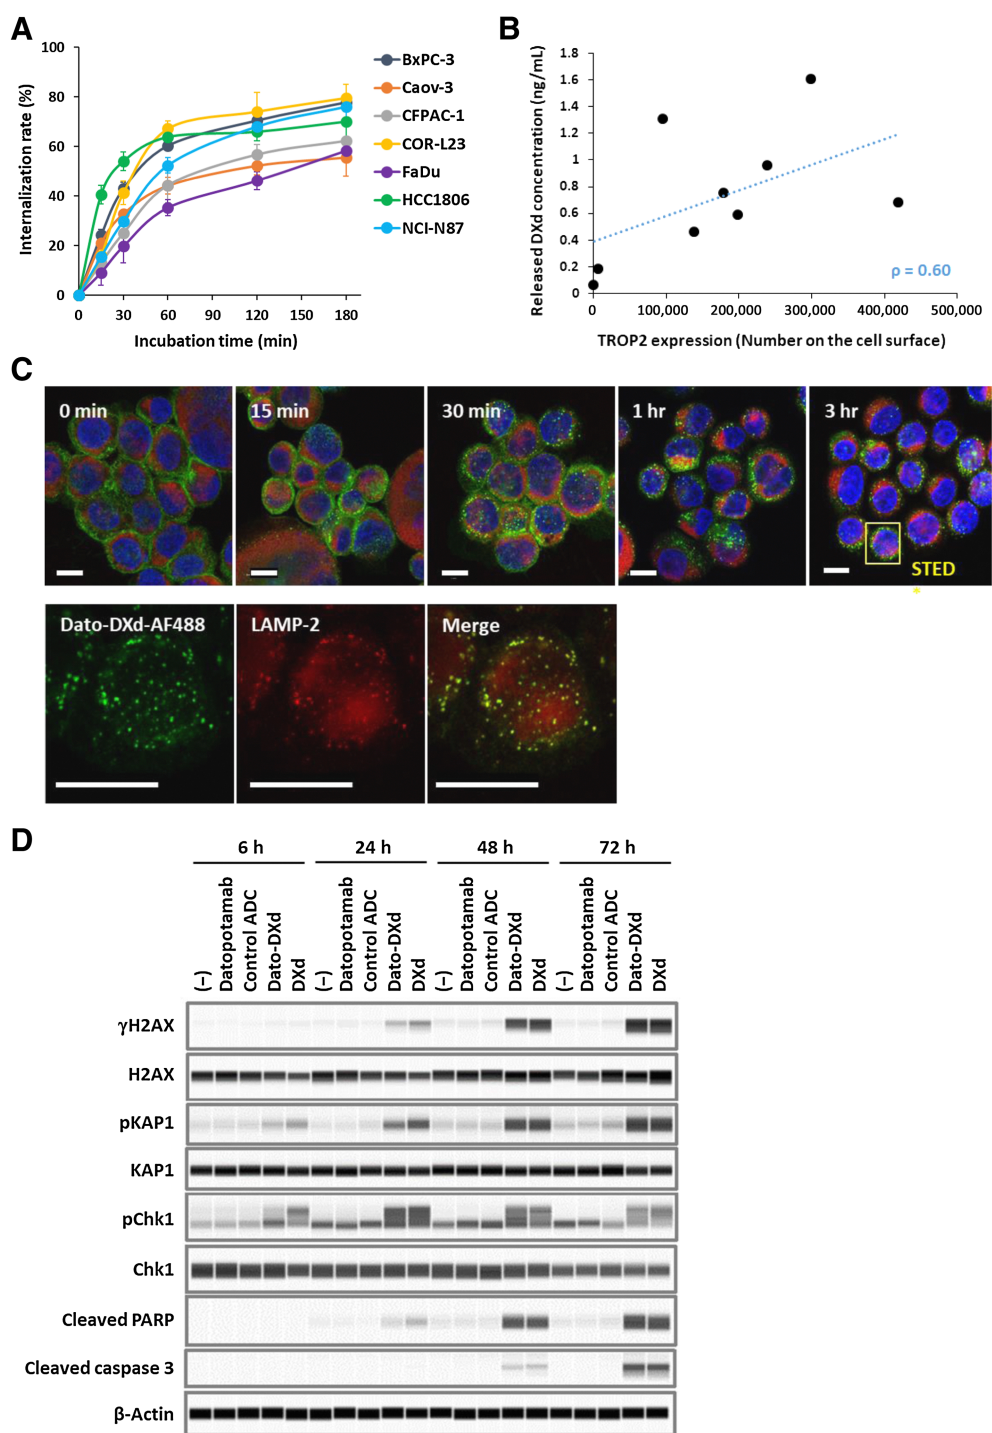 A
100
80
60
40
20
0
0 30 60 90 120 150 180
Internalization rate (%)
Incubation time (min)
BxPC-3
Caov-3
CFPAC-1
COR-L23
FaDu
HCC1806
NCI-N87
B
1.8
1.6
1.4
1.2
1
0.8
0.6
0.4
0.2
0
0 100,000 200,000 300,000 400,000 500,000
Released DXd concentration (ng/mL)
TROP2 expression (Number on the cell surface)
ρ = 0.60
C
0 min 15 min 30 min 1 hr 3 hr
STED
*
Dato-DXd-AF488 LAMP-2 Merge
D
6 h 24 h 48 h 72 h
(−) Datopotamab Control ADC Dato-DXd DXd (−) Datopotamab Control ADC Dato-DXd DXd (−) Datopotamab Control ADC Dato-DXd DXd (−) Datopotamab Control ADC Dato-DXd DXd
γH2AX
H2AX
pKAP1
KAP1
pChk1
Chk1
Cleaved PARP
Cleaved caspase 3
β-Actin